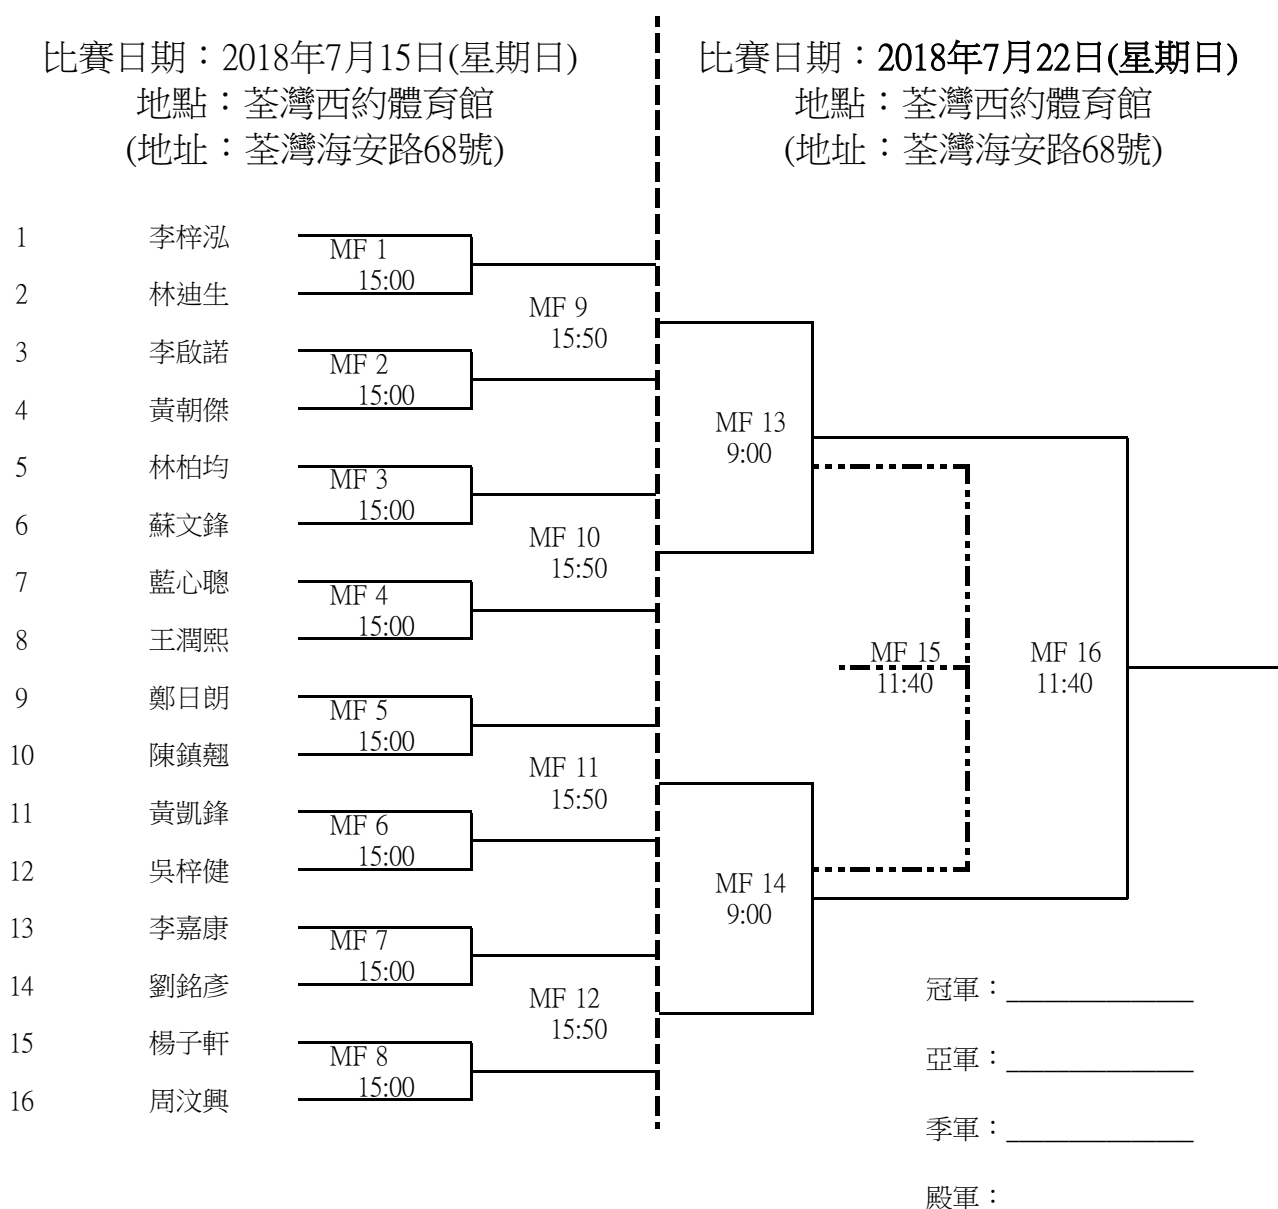 比賽日期：2018年7月15日(星期日)
地點：荃灣西約體育館
(地址：荃灣海安路68號)
比賽日期：2018年7月22日(星期日)
地點：荃灣西約體育館
(地址：荃灣海安路68號)
1 李梓泓
MF 1
15:00
2 林迪生
MF 9
15:50
3 李啟諾
MF 2
15:00
4 黃朝傑
MF 13
9:00
5 林柏均
MF 3
15:00
6 蘇文鋒
MF 10
15:50
7 藍心聰
MF 4
15:00
8 王潤熙
MF 15
11:40
MF 16
11:40
9 鄭日朗
MF 5
15:00
10 陳鎮翹
MF 11
15:50
11 黃凱鋒
MF 6
15:00
12 吳梓健
MF 14
9:00
13 李嘉康
MF 7
15:00
14 劉銘彥
MF 12
15:50
15 楊子軒
MF 8
15:00
16 周汶興
冠軍：_______________
亞軍：_______________
季軍：_______________
殿軍：